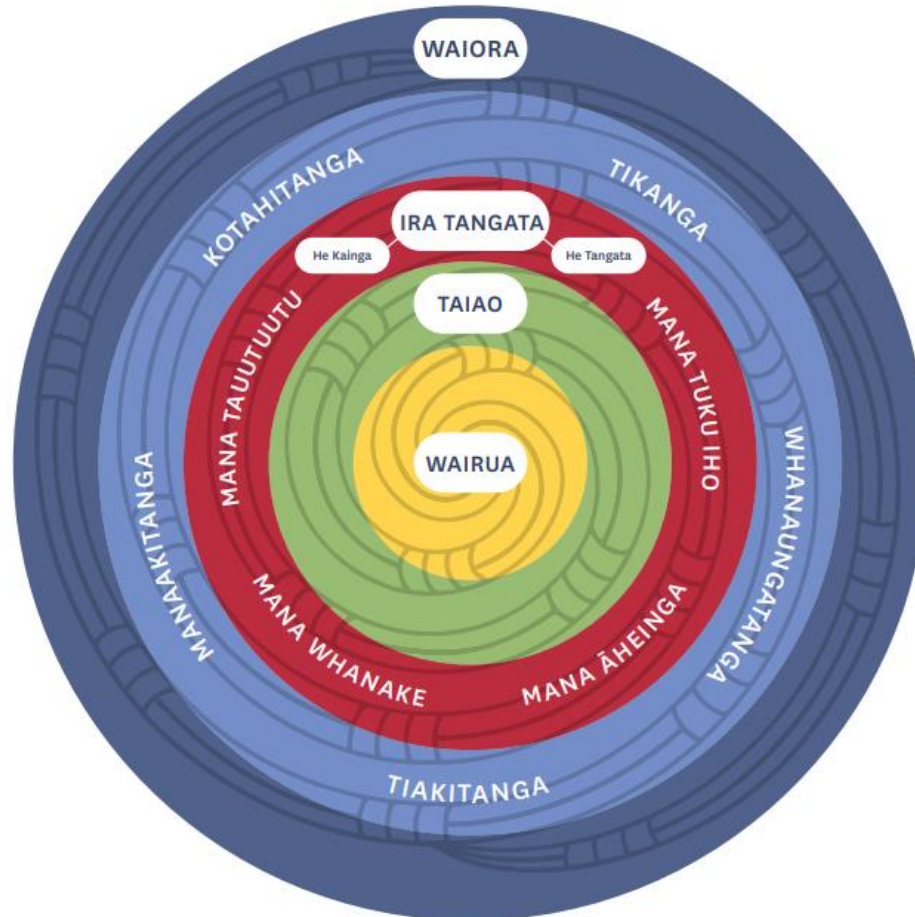 WAIORA
KOTAHITANGA
TIKANGA
IRA TANGATA
He Kainga
He Tangata
TAIAO
MANA TAUUTUUTU
MANA TUKU IHO
WAIRUA
WHANAUNGATANGA
MANAAKITANGA
MANA WHANAKE
MANA ĀHEINGA
TIAKITANGA